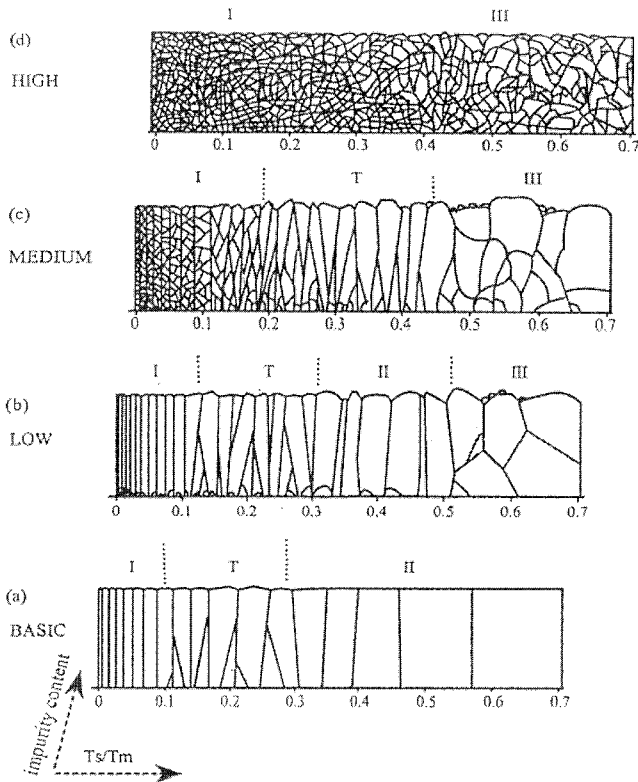 I III
(d)
HIGH
0 0.1 0.2 0.3 0.4 0.5 0.6 0.7
I T III
(c)
MEDIUM
0 0.1 0.2 0.3 0.4 0.5 0.6 0.7
I T II III
(b)
LOW
0 0.1 0.2 0.3 0.4 0.5 0.6 0.7
I T II
(a)
BASIC
0 0.1 0.2 0.3 0.4 0.5 0.6 0.7
impurity content
Ts/Tm